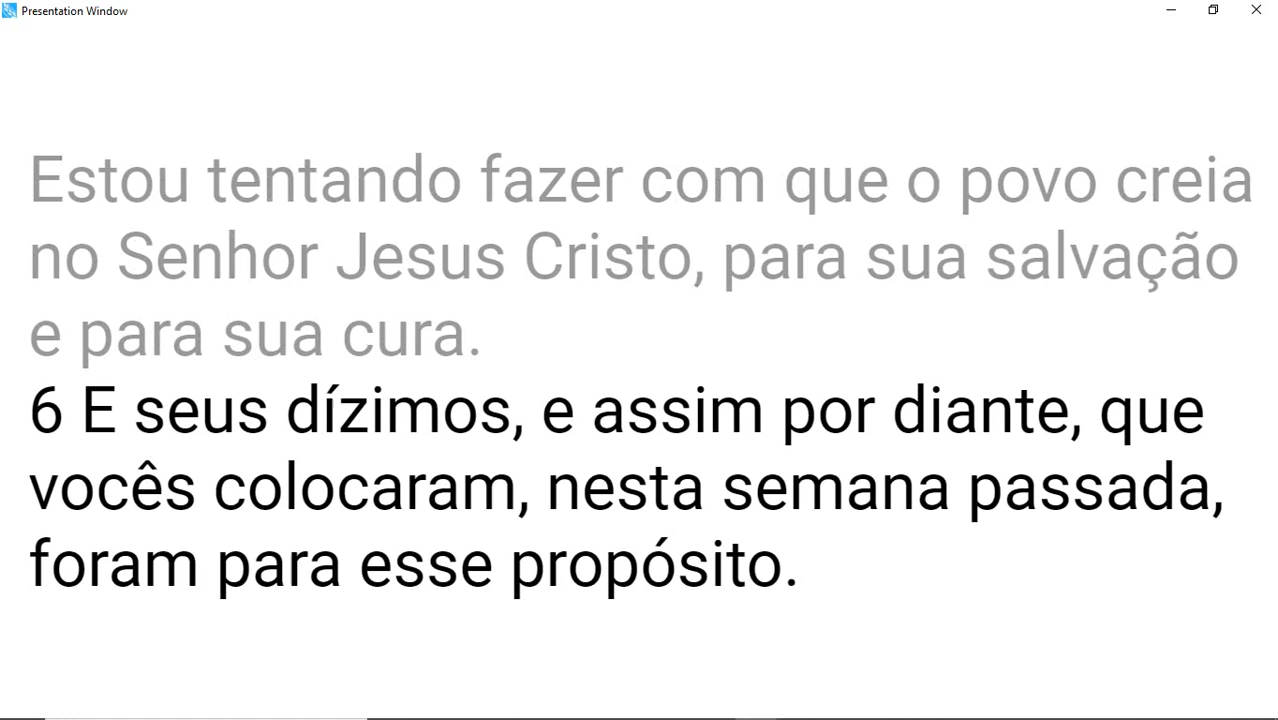 Presentation Window
Estou tentando fazer com que o povo creia
no Senhor Jesus Cristo, para sua salvação
e para sua cura.
6 E seus dízimos, e assim por diante, que
vocês colocaram, nesta semana passada,
foram para esse propósito.